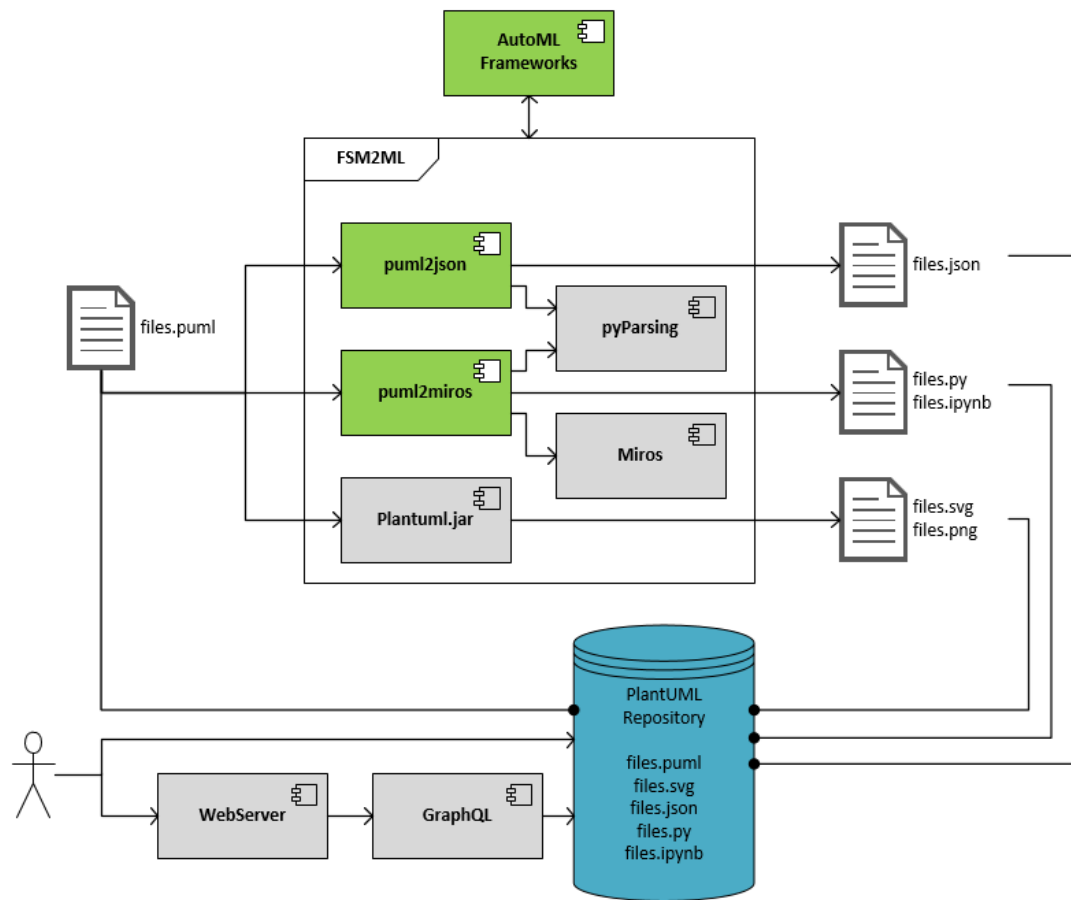 AutoML
Frameworks
FSM2ML
puml2json
files.json
files.puml
pyParsing
puml2miros
files.py
files.ipynb
Miros
Plantuml.jar
files.svg
files.png
PlantUML
Repository
files.puml
files.svg
files.json
files.py
files.ipynb
WebServer
GraphQL